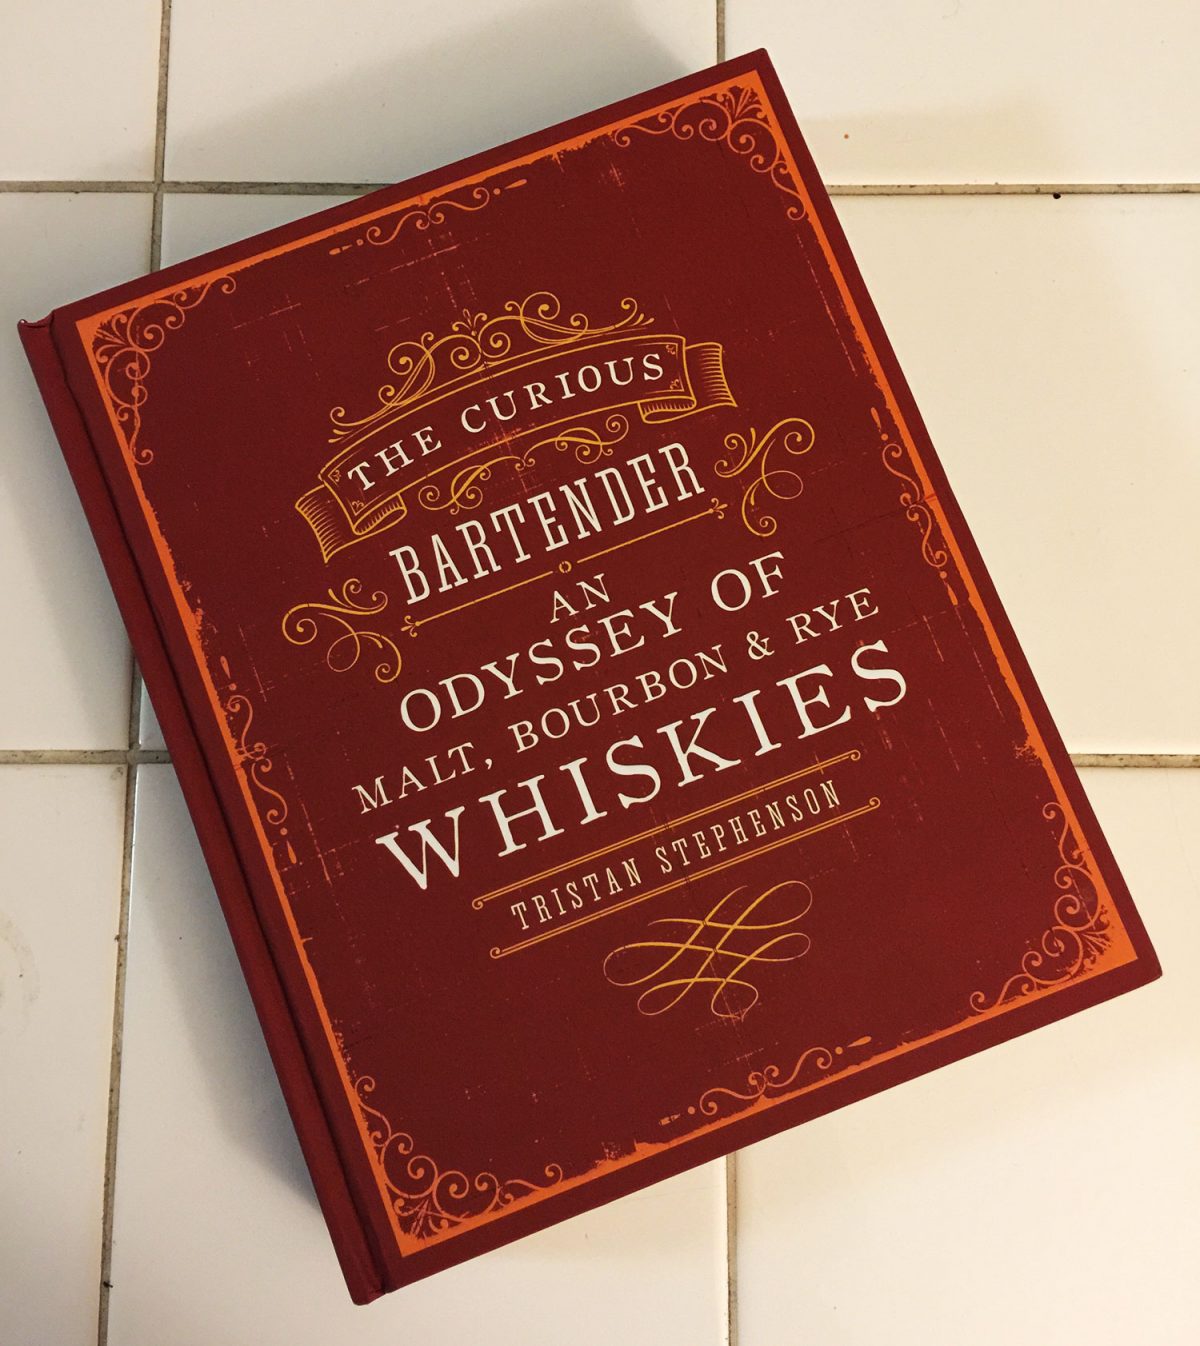 THE CURIOUS
BARTENDER
AN
ODYSSEY OF
MALT, BOURBON & RYE
WHISKIES
TRISTAN STEPHENSON